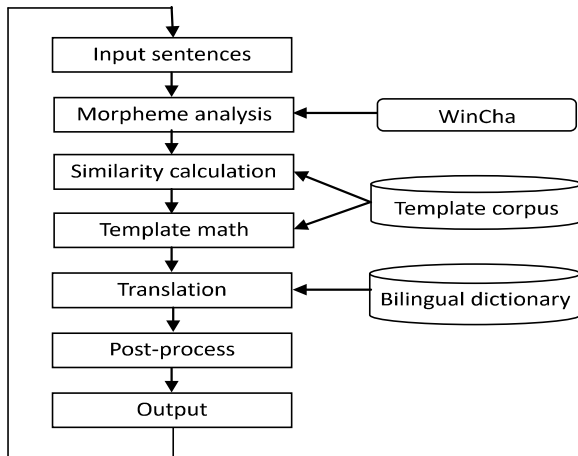 Input sentences
Morpheme analysis
WinCha
Similarity calculation
Template corpus
Template math
Translation
Bilingual dictionary
Post-process
Output